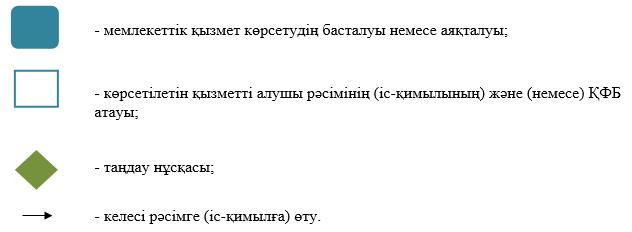 - мемлекеттік қызмет көрсетудің басталуы немесе аяқталуы;
- көрсетілетін қызметті алушы рәсімінің (іс-қимылының) және (немесе) ҚФБ
атауы;
- таңдау нұсқасы;
- келесі рәсімге (іс-қимылға) өту.